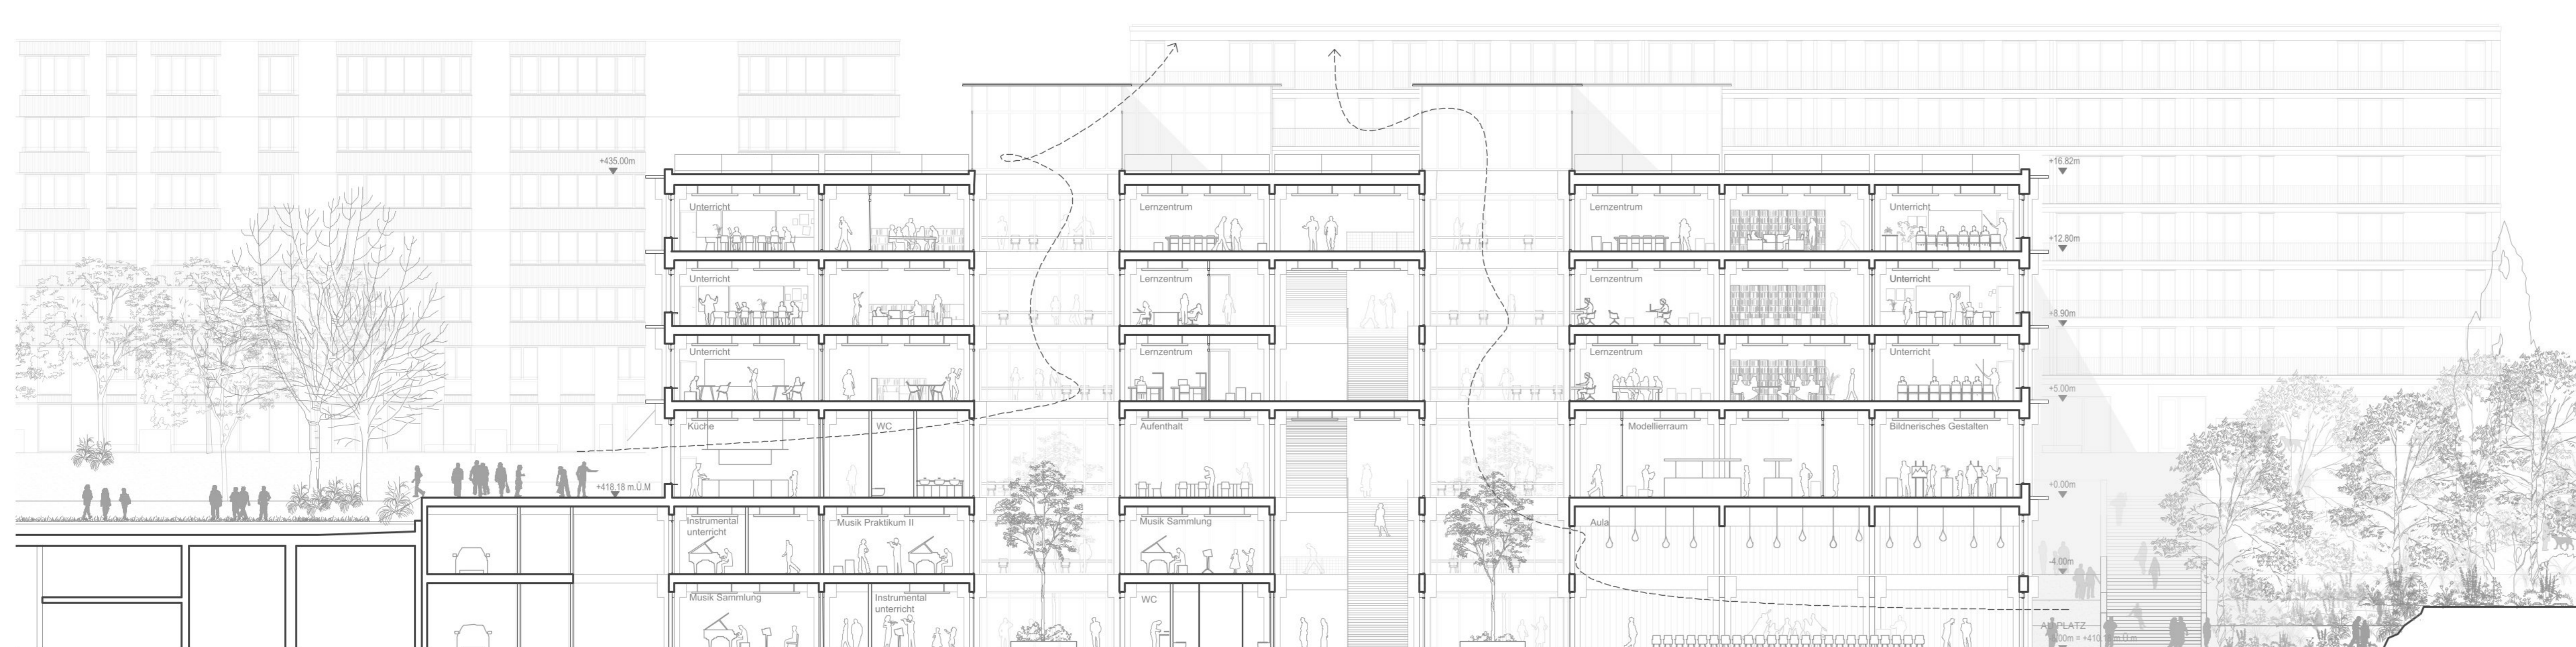 +435.00m
+16.82m
Unterricht
Lernzentrum
Lernzentrum
Unterricht
+12.80m
Unterricht
Lernzentrum
Lernzentrum
Unterricht
+8.90m
Unterricht
Lernzentrum
Lernzentrum
Unterricht
+5.00m
Küche
WC
Aufenthalt
Modellierraum
Bildnerisches Gestalten
+418.18 m.Ü.M
+0.00m
Instrumental
unterricht
Musik Praktikum II
Musik Sammlung
Aula
-4.00m
Musik Sammlung
Instrumental
unterricht
WC
PLATZ